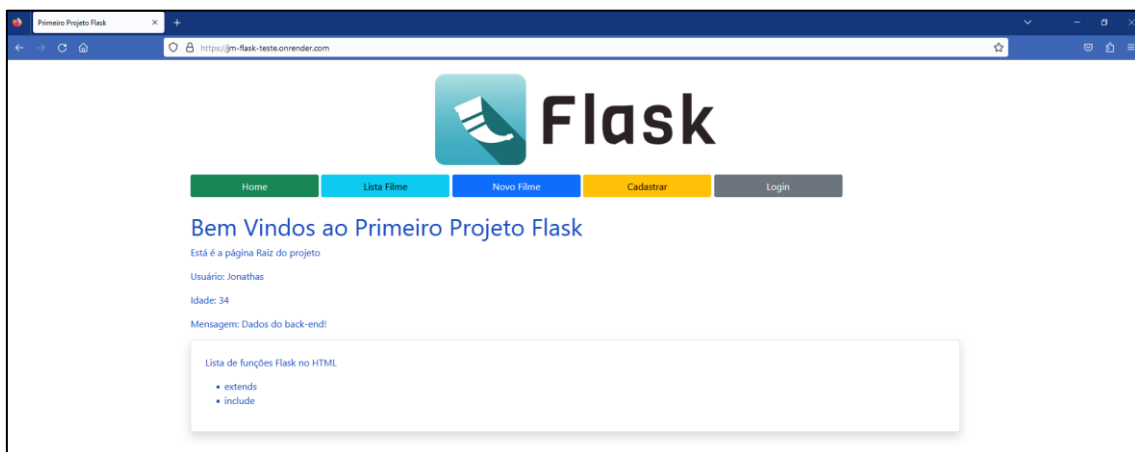 Primeiro Projeto Flask
https://jm-flask-teste.onrender.com
Flask
Home Lista Filme Novo Filme Cadastrar Login
Bem Vindos ao Primeiro Projeto Flask
Está é a página Raiz do projeto
Usuário: Jonathas
Idade: 34
Mensagem: Dados do back-end!
Lista de funções Flask no HTML
• extends
• include